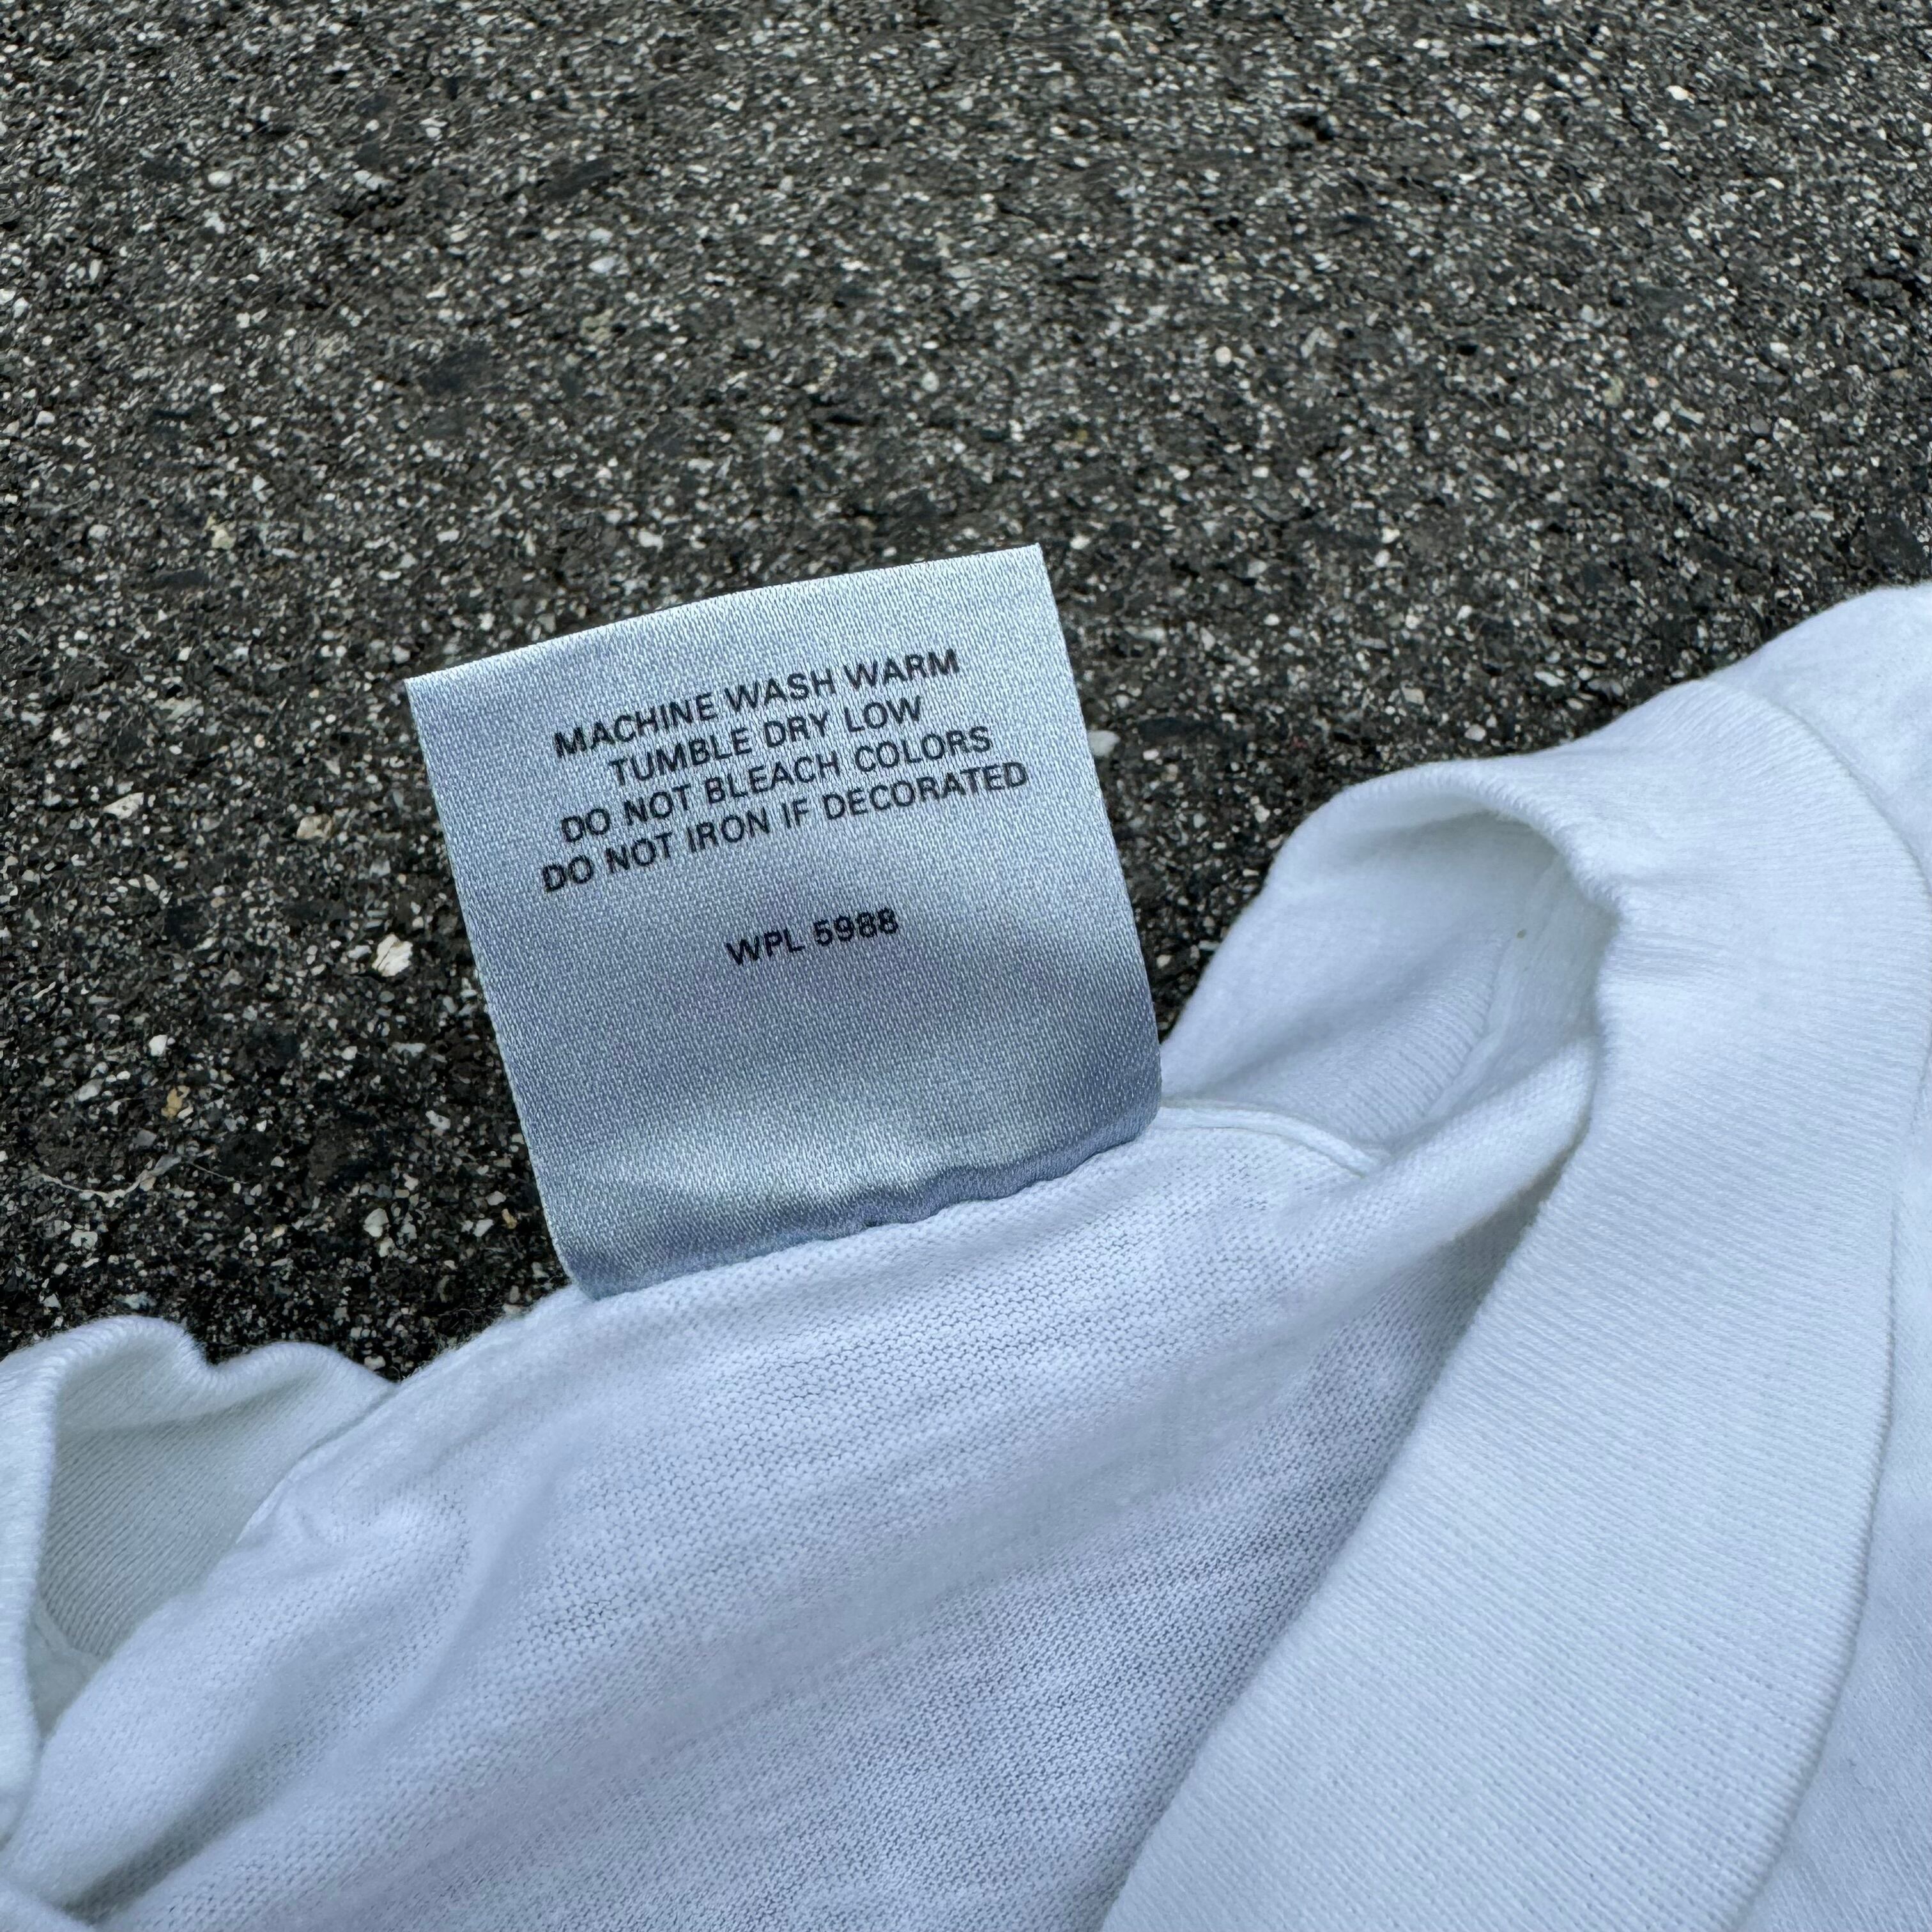 MACHINE WASH WARM
TUMBLE DRY LOW
DO NOT BLEACH COLORS
DO NOT IRON IF DECORATED
WPL 5988